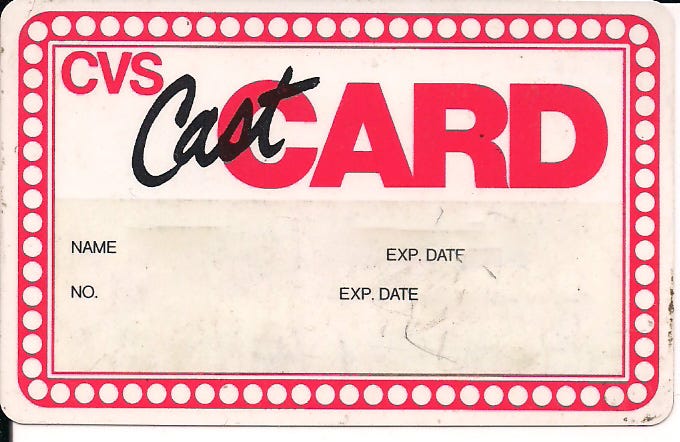 CVS
Cast CARD
NAME
EXP. DATE
NO.
EXP. DATE